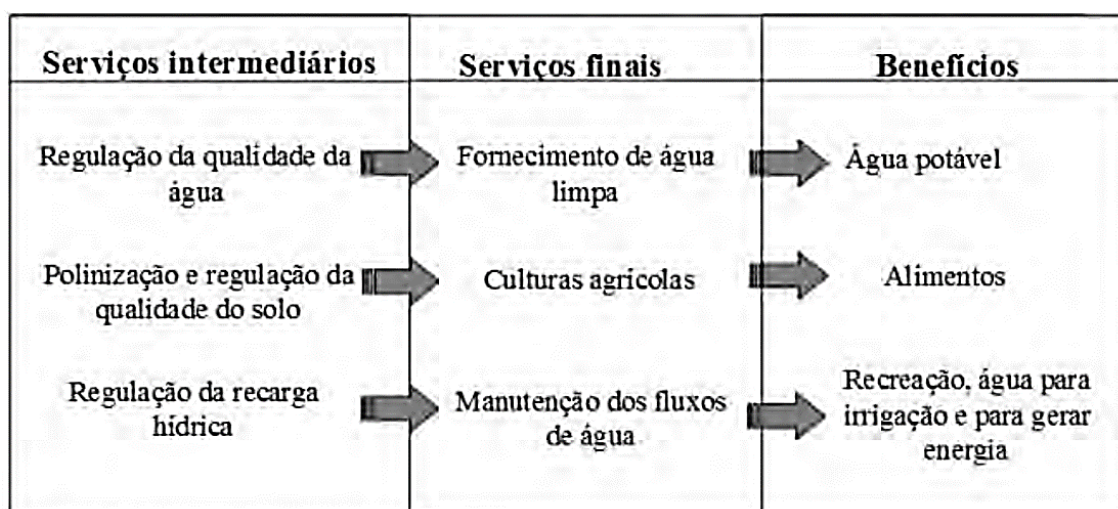 Serviços intermediários
Serviços finais
Benefícios
Regulação da qualidade da
água
Fornecimento de água
limpa
Água potável
Polinização e regulação da
qualidade do solo
Culturas agrícolas
Alimentos
Regulação da recarga
hídrica
Manutenção dos fluxos
de água
Recreação, água para
irrigação e para gerar
energia